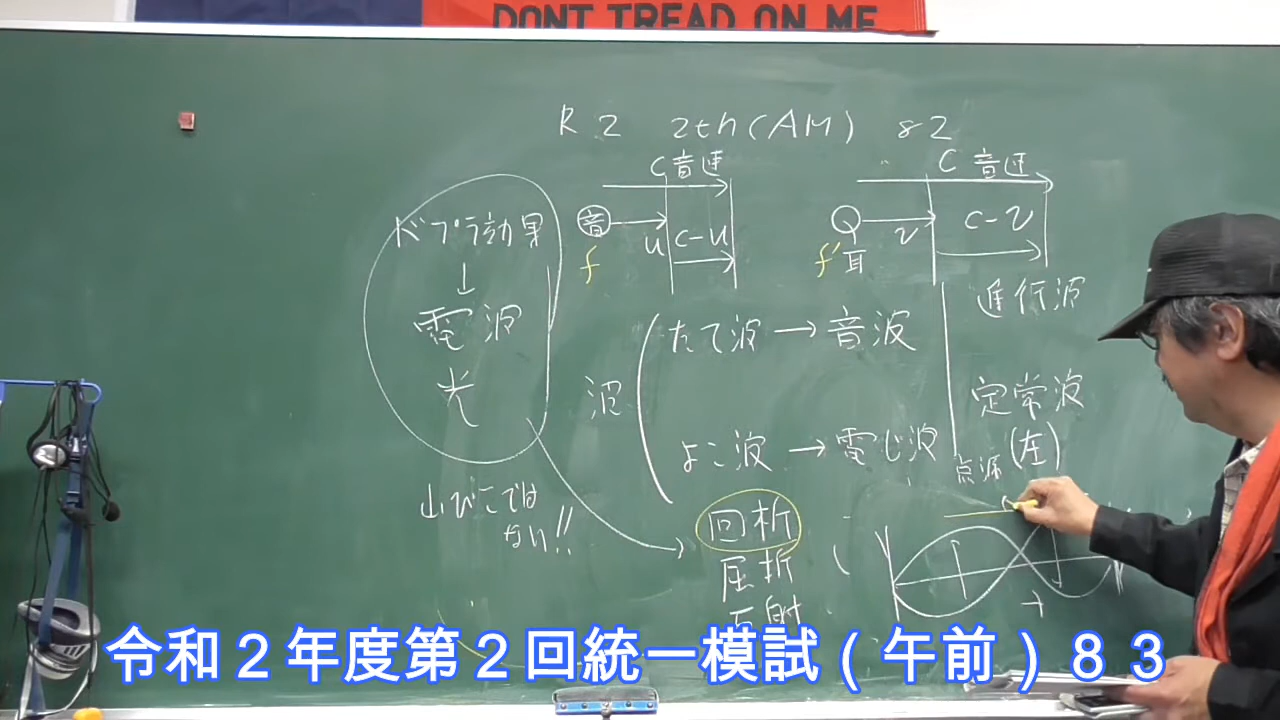 DONT TREAD ON ME
R2 2th(AM) 82
C音速
C 音速
音
u
c-u
f
v
c-v
f'
耳
ドプラ効果
↓
電波
光
山びこでは
ない!!
波
たて波→音波
よこ波→電じ波
進行波
定常波
(左)
点源
回析
屈折
反射
令和2年度第2回統一模試(午前)83